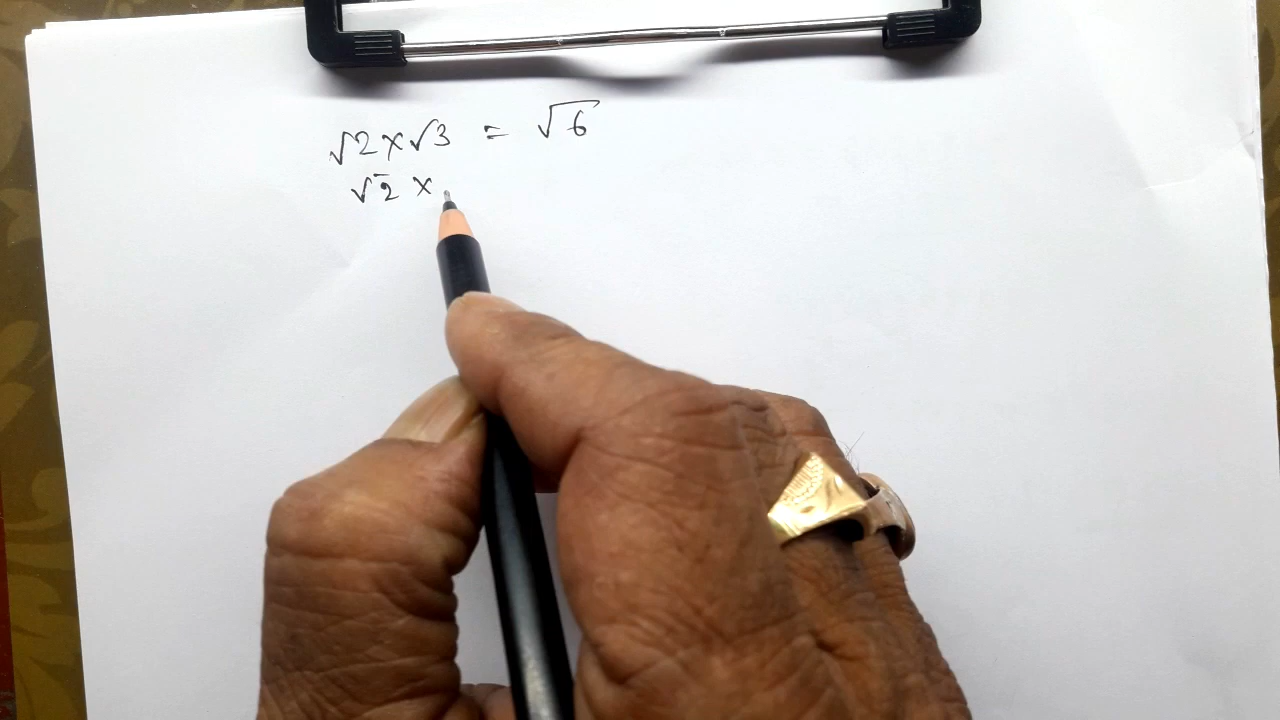 √2 × √3 = √6
√2 ×